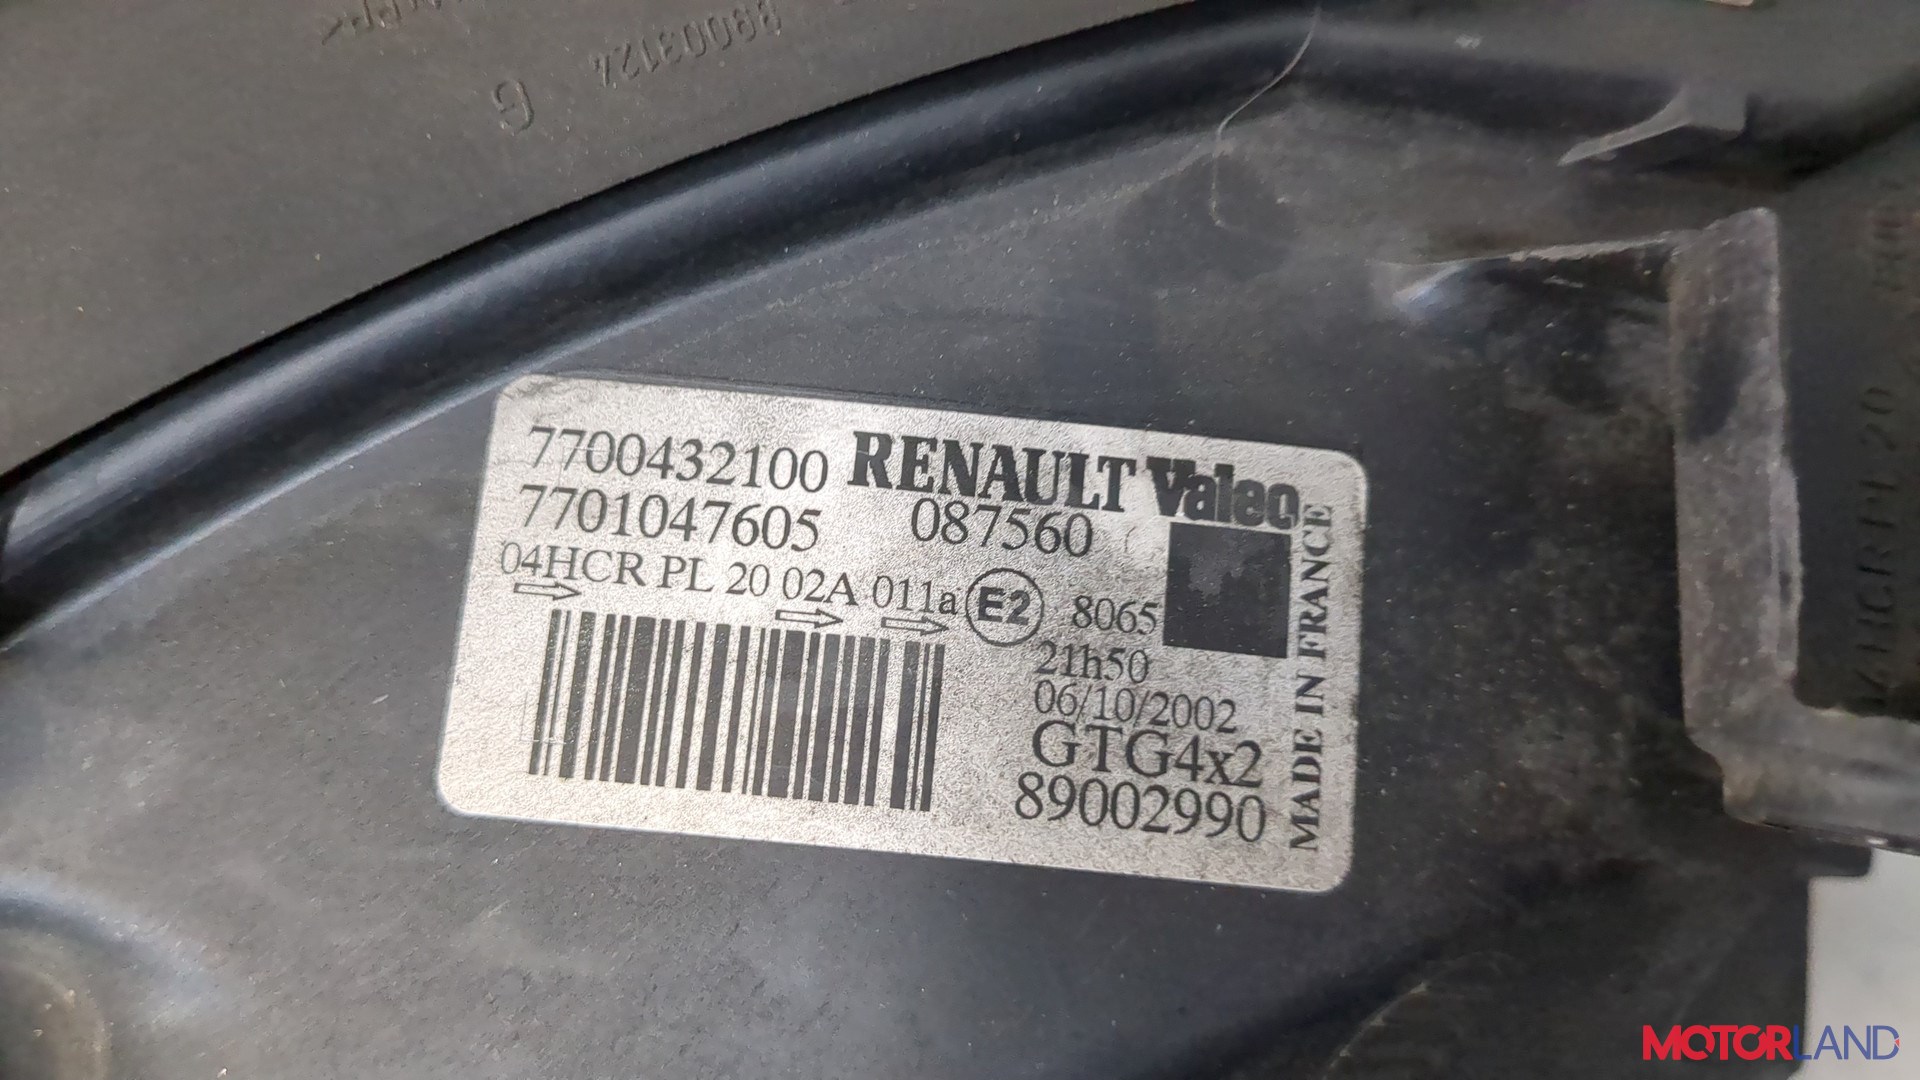 89003124
G
7700432100 RENAULT Valeo
7701047605 087560
04HCR PL 20 02A 011a E2 8065
21h50
06/10/2002
GTG4x2
89002990
MADE IN FRANCE
MOTORLAND